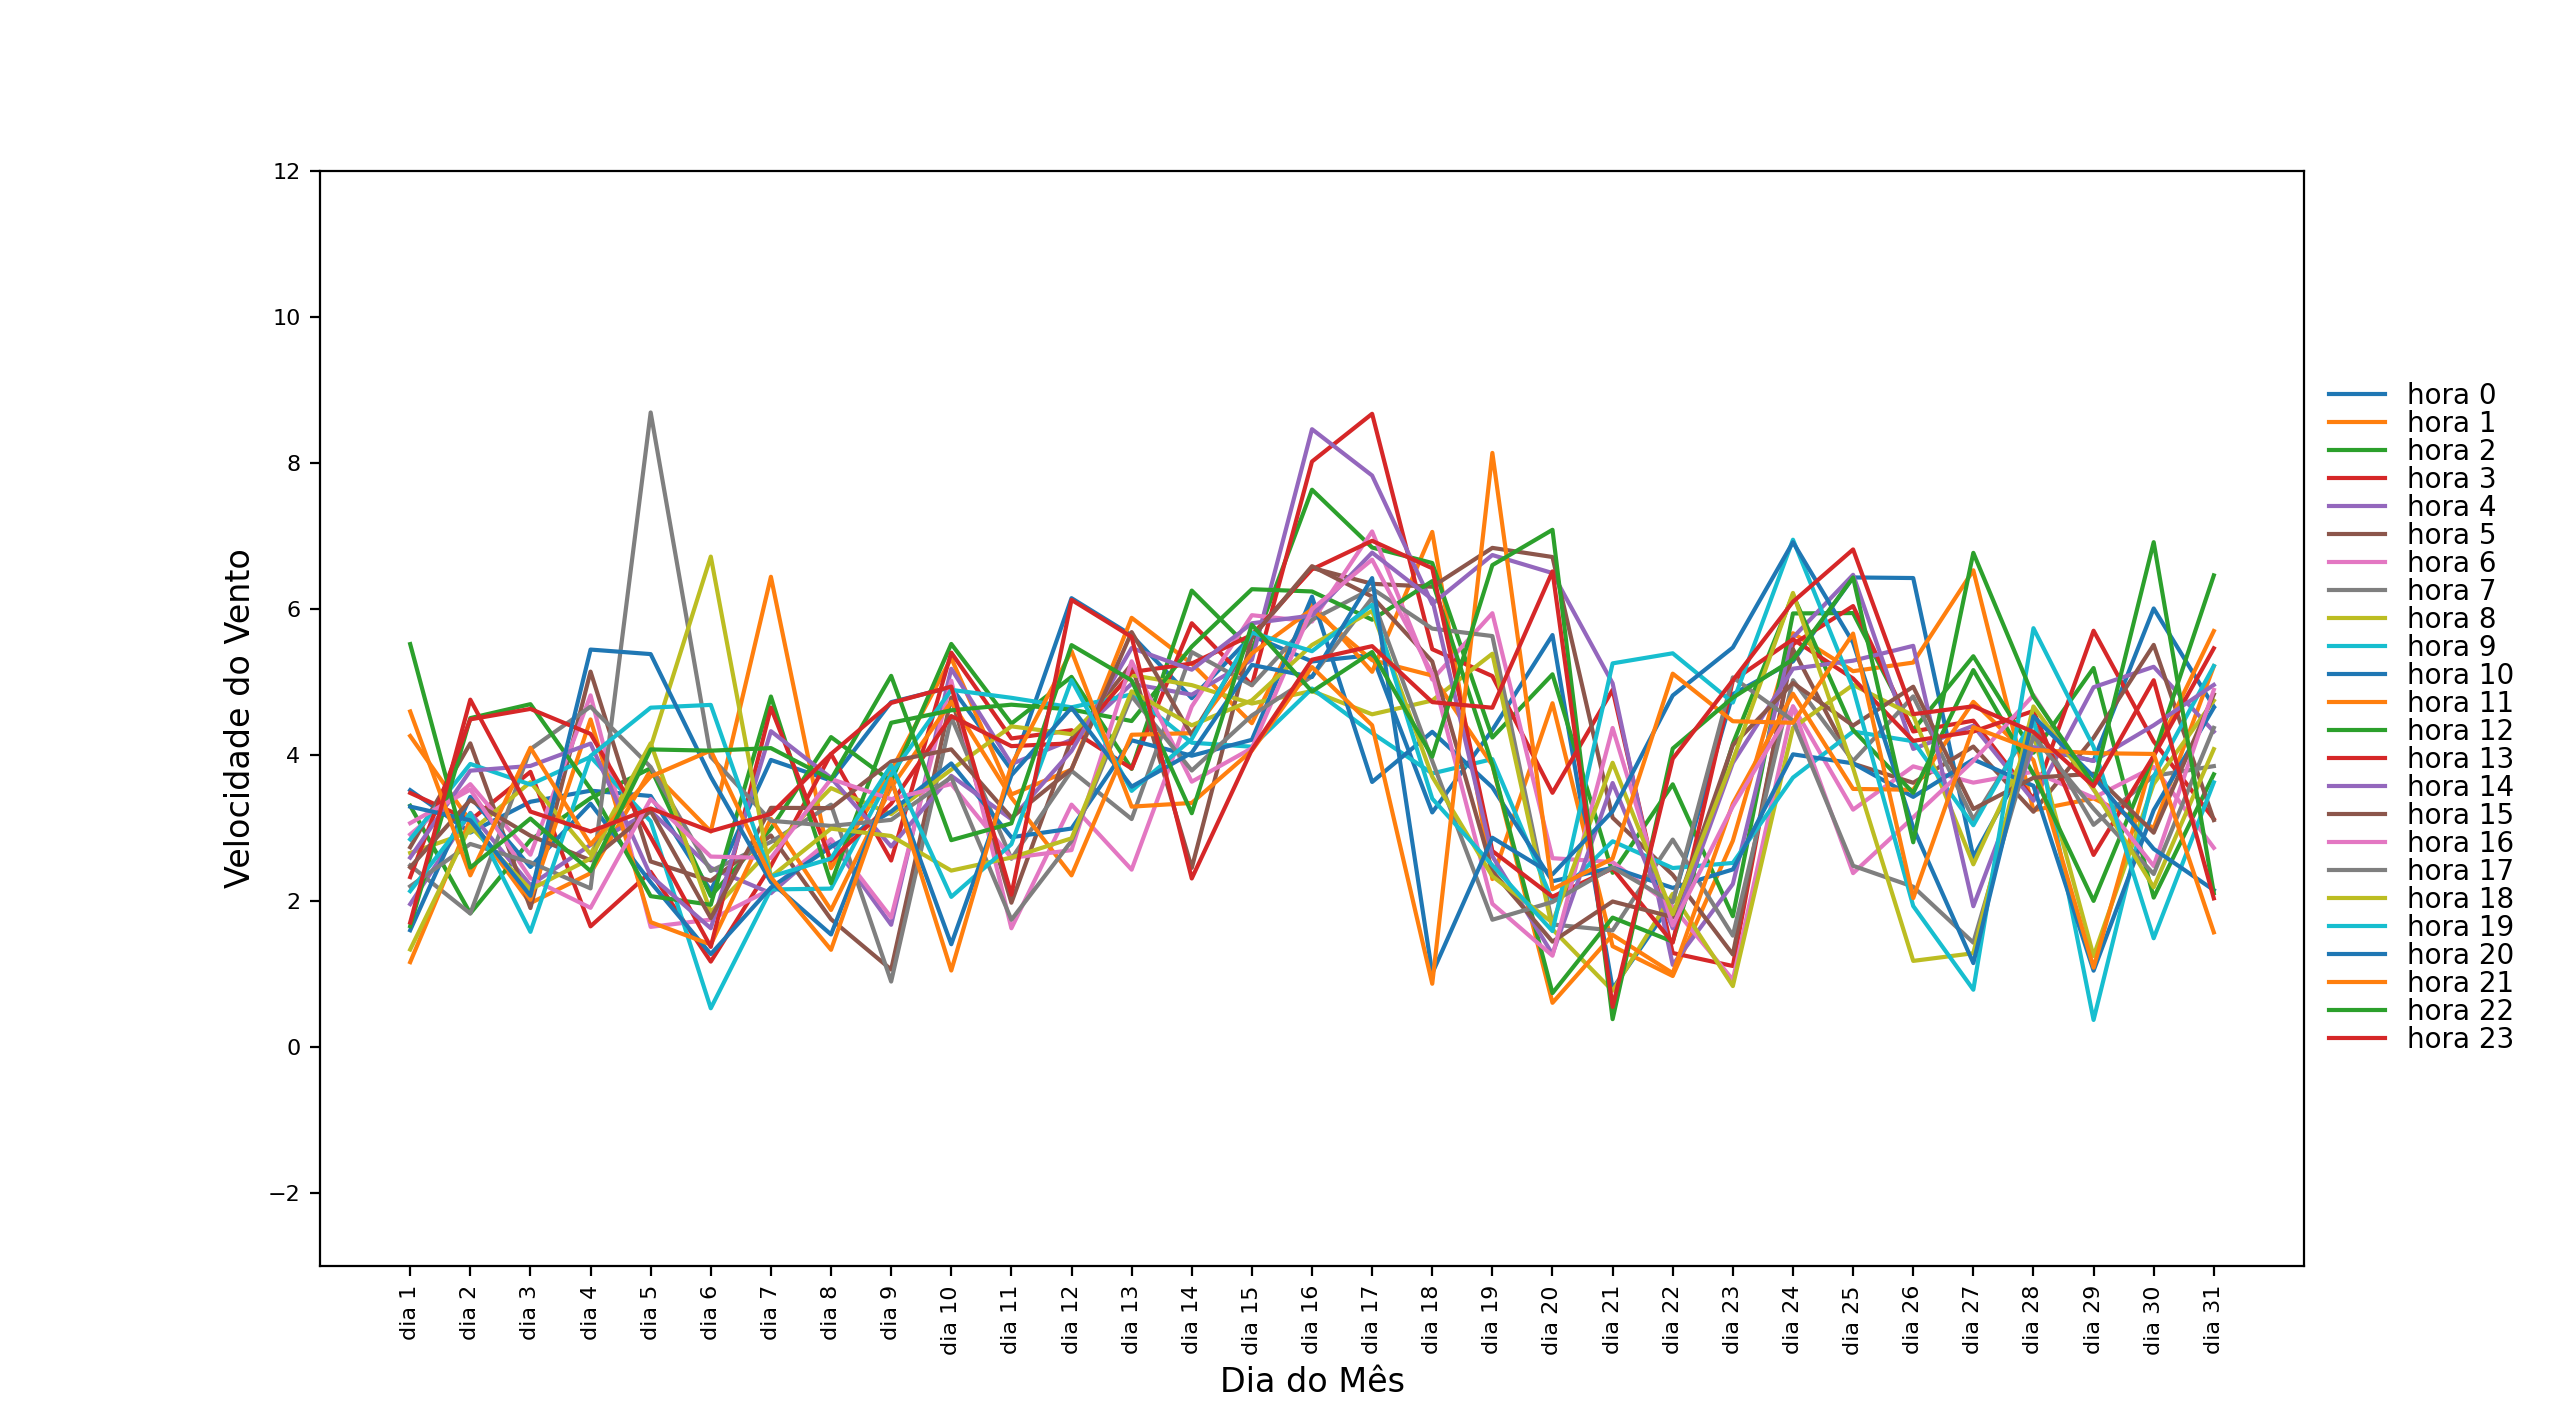 12
10
8
6
4
2
0
−2
Velocidade do Vento
dia 1
dia 2
dia 3
dia 4
dia 5
dia 6
dia 7
dia 8
dia 9
dia 10
dia 11
dia 12
dia 13
dia 14
dia 15
dia 16
dia 17
dia 18
dia 19
dia 20
dia 21
dia 22
dia 23
dia 24
dia 25
dia 26
dia 27
dia 28
dia 29
dia 30
dia 31
Dia do Mês
hora 0
hora 1
hora 2
hora 3
hora 4
hora 5
hora 6
hora 7
hora 8
hora 9
hora 10
hora 11
hora 12
hora 13
hora 14
hora 15
hora 16
hora 17
hora 18
hora 19
hora 20
hora 21
hora 22
hora 23